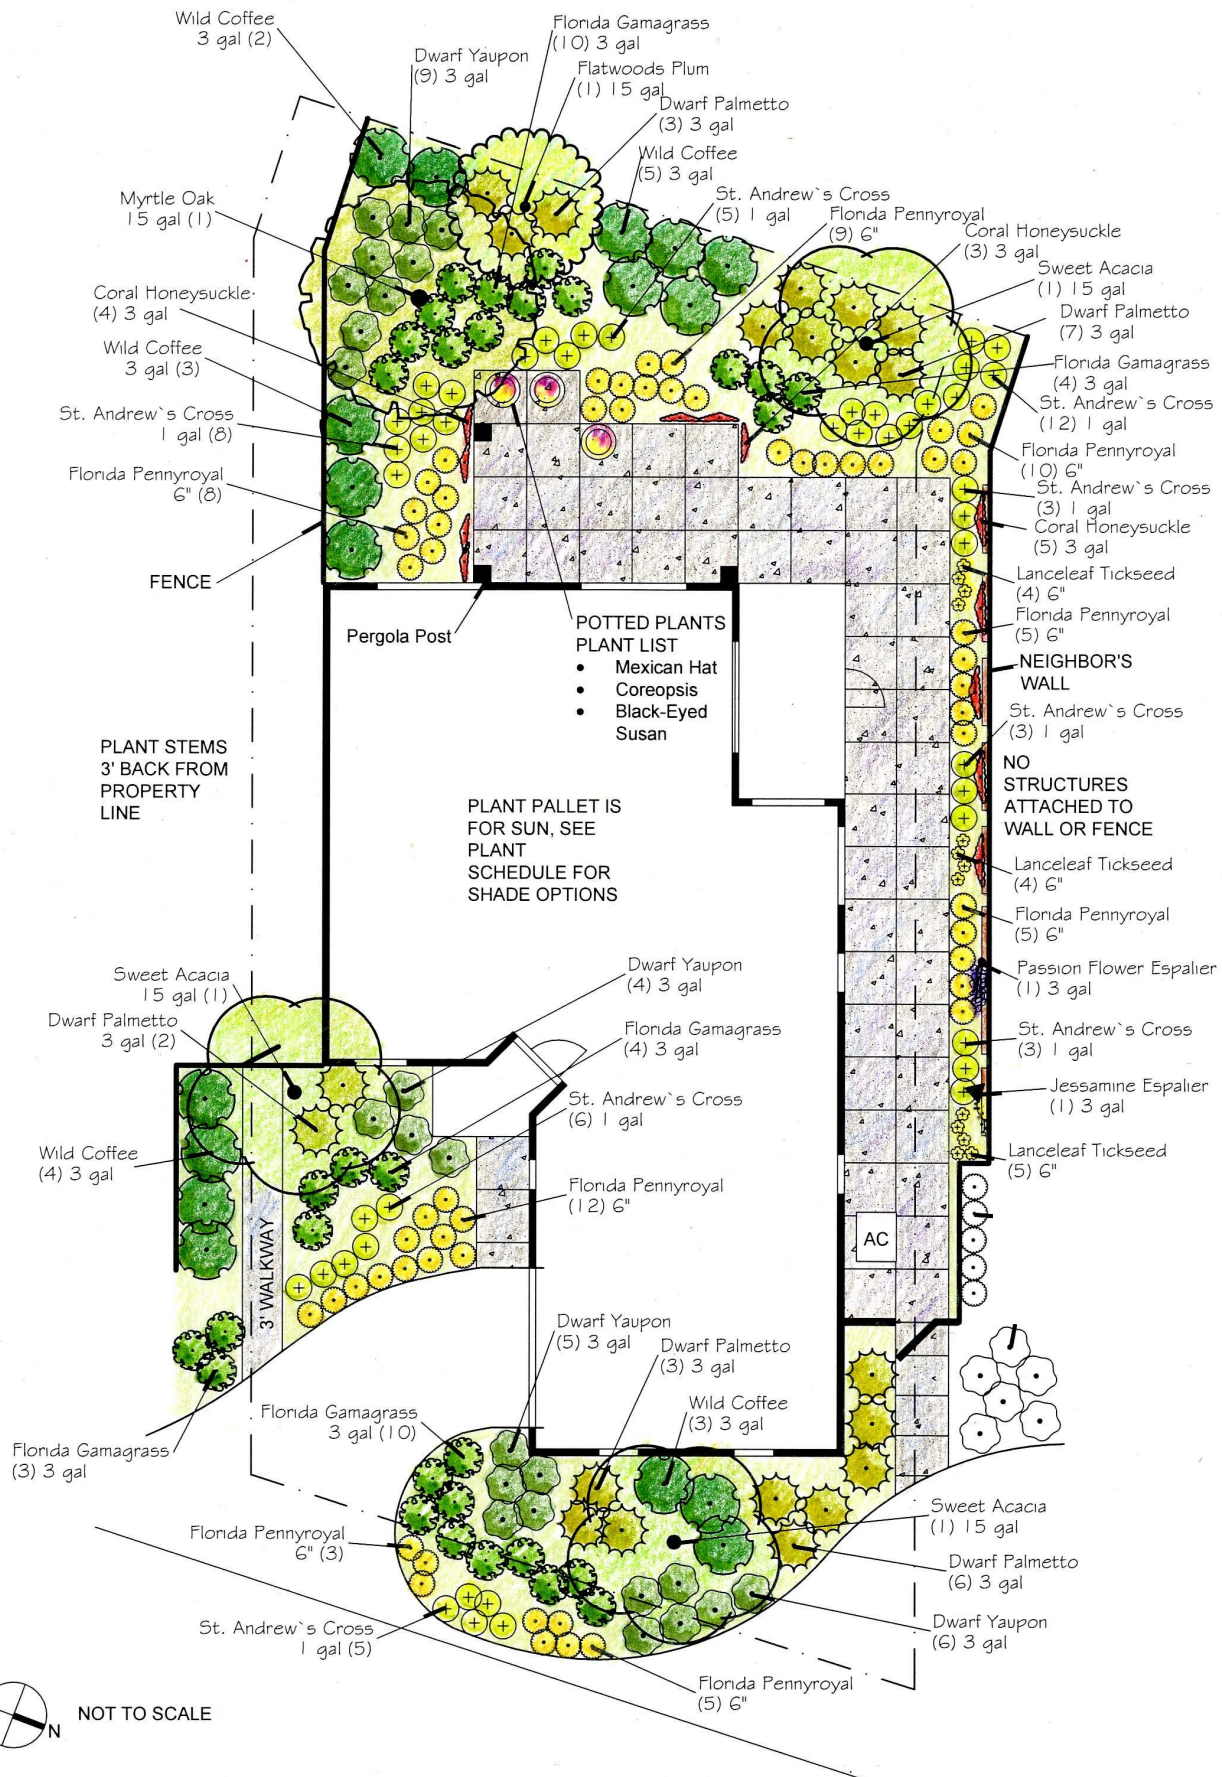 Wild Coffee
3 gal (2)
Florida Gamagrass
(10) 3 gal
Dwarf Yaupon
(9) 3 gal
Flatwoods Plum
(1) 15 gal
Dwarf Palmetto
(3) 3 gal
Wild Coffee
(5) 3 gal
St. Andrew`s Cross
(5) 1 gal
Florida Pennyroyal
(9) 6"
Coral Honeysuckle
(3) 3 gal
Sweet Acacia
(1) 15 gal
Dwarf Palmetto
(7) 3 gal
Florida Gamagrass
(4) 3 gal
St. Andrew`s Cross
(12) 1 gal
Florida Pennyroyal
(10) 6"
St. Andrew`s Cross
(3) 1 gal
Coral Honeysuckle
(5) 3 gal
Lanceleaf Tickseed
(4) 6"
Florida Pennyroyal
(5) 6"
NEIGHBOR'S
WALL
St. Andrew`s Cross
(3) 1 gal
NO
STRUCTURES
ATTACHED TO
WALL OR FENCE
Lanceleaf Tickseed
(4) 6"
Florida Pennyroyal
(5) 6"
Passion Flower Espalier
(1) 3 gal
St. Andrew`s Cross
(3) 1 gal
Jessamine Espalier
(1) 3 gal
Lanceleaf Tickseed
(5) 6"
Myrtle Oak
15 gal (1)
Coral Honeysuckle
(4) 3 gal
Wild Coffee
3 gal (3)
St. Andrew`s Cross
1 gal (8)
Florida Pennyroyal
6" (8)
FENCE
Pergola Post
POTTED PLANTS
PLANT LIST
• Mexican Hat
• Coreopsis
• Black-Eyed
Susan
PLANT STEMS
3' BACK FROM
PROPERTY
LINE
PLANT PALLET IS
FOR SUN, SEE
PLANT
SCHEDULE FOR
SHADE OPTIONS
Sweet Acacia
15 gal (1)
Dwarf Palmetto
3 gal (2)
Wild Coffee
(4) 3 gal
Dwarf Yaupon
(4) 3 gal
Florida Gamagrass
(4) 3 gal
St. Andrew`s Cross
(6) 1 gal
Florida Pennyroyal
(12) 6"
3' WALKWAY
AC
Dwarf Yaupon
(5) 3 gal
Dwarf Palmetto
(3) 3 gal
Wild Coffee
(3) 3 gal
Florida Gamagrass
3 gal (10)
Florida Gamagrass
(3) 3 gal
Florida Pennyroyal
6" (3)
St. Andrew`s Cross
1 gal (5)
Sweet Acacia
(1) 15 gal
Dwarf Palmetto
(6) 3 gal
Dwarf Yaupon
(6) 3 gal
Florida Pennyroyal
(5) 6"
N
NOT TO SCALE